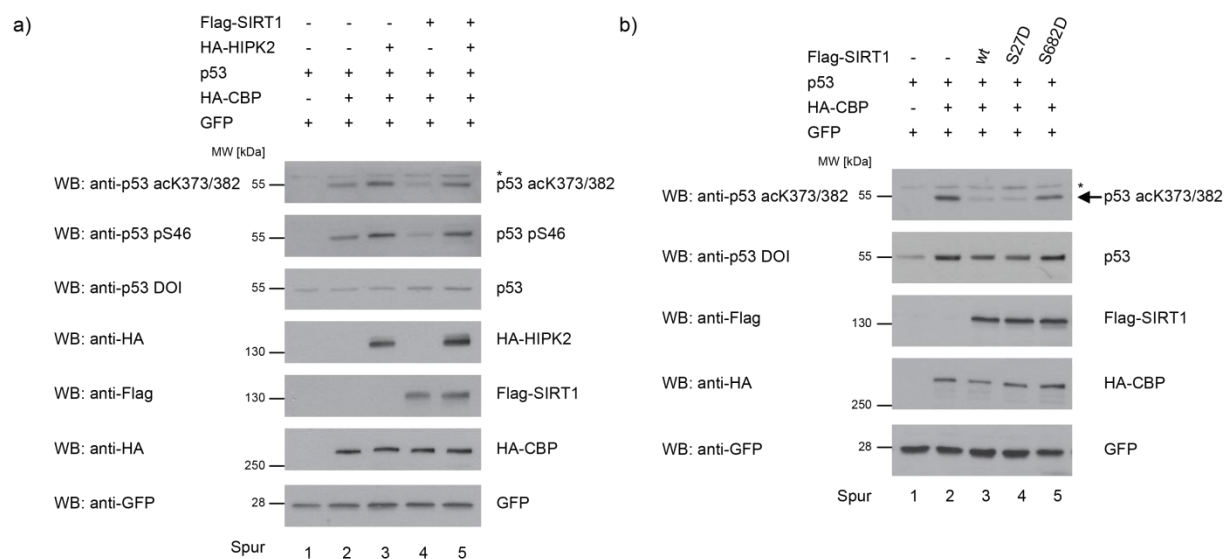 a)
Flag-SIRT1 - - - + +
HA-HIPK2 - - + - +
p53 + + + + +
HA-CBP - + + + +
GFP + + + + +
MW [kDa]
WB: anti-p53 acK373/382 55 * p53 acK373/382
WB: anti-p53 pS46 55 p53 pS46
WB: anti-p53 DOI 55 p53
WB: anti-HA 130 HA-HIPK2
WB: anti-Flag 130 Flag-SIRT1
WB: anti-HA 250 HA-CBP
WB: anti-GFP 28 GFP
Spur 1 2 3 4 5
b)
Flag-SIRT1 - - wt S27D S682D
p53 + + + + +
HA-CBP - + + + +
GFP + + + + +
MW [kDa]
WB: anti-p53 acK373/382 55 * p53 acK373/382
WB: anti-p53 DOI 55 p53
WB: anti-Flag 130 Flag-SIRT1
WB: anti-HA 250 HA-CBP
WB: anti-GFP 28 GFP
Spur 1 2 3 4 5